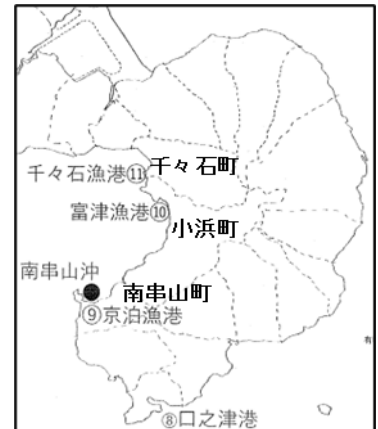 千々石町
千々石漁港⑪
富津漁港⑩
小浜町
南串山沖
南串山町
⑨京泊漁港
有
⑧口之津港